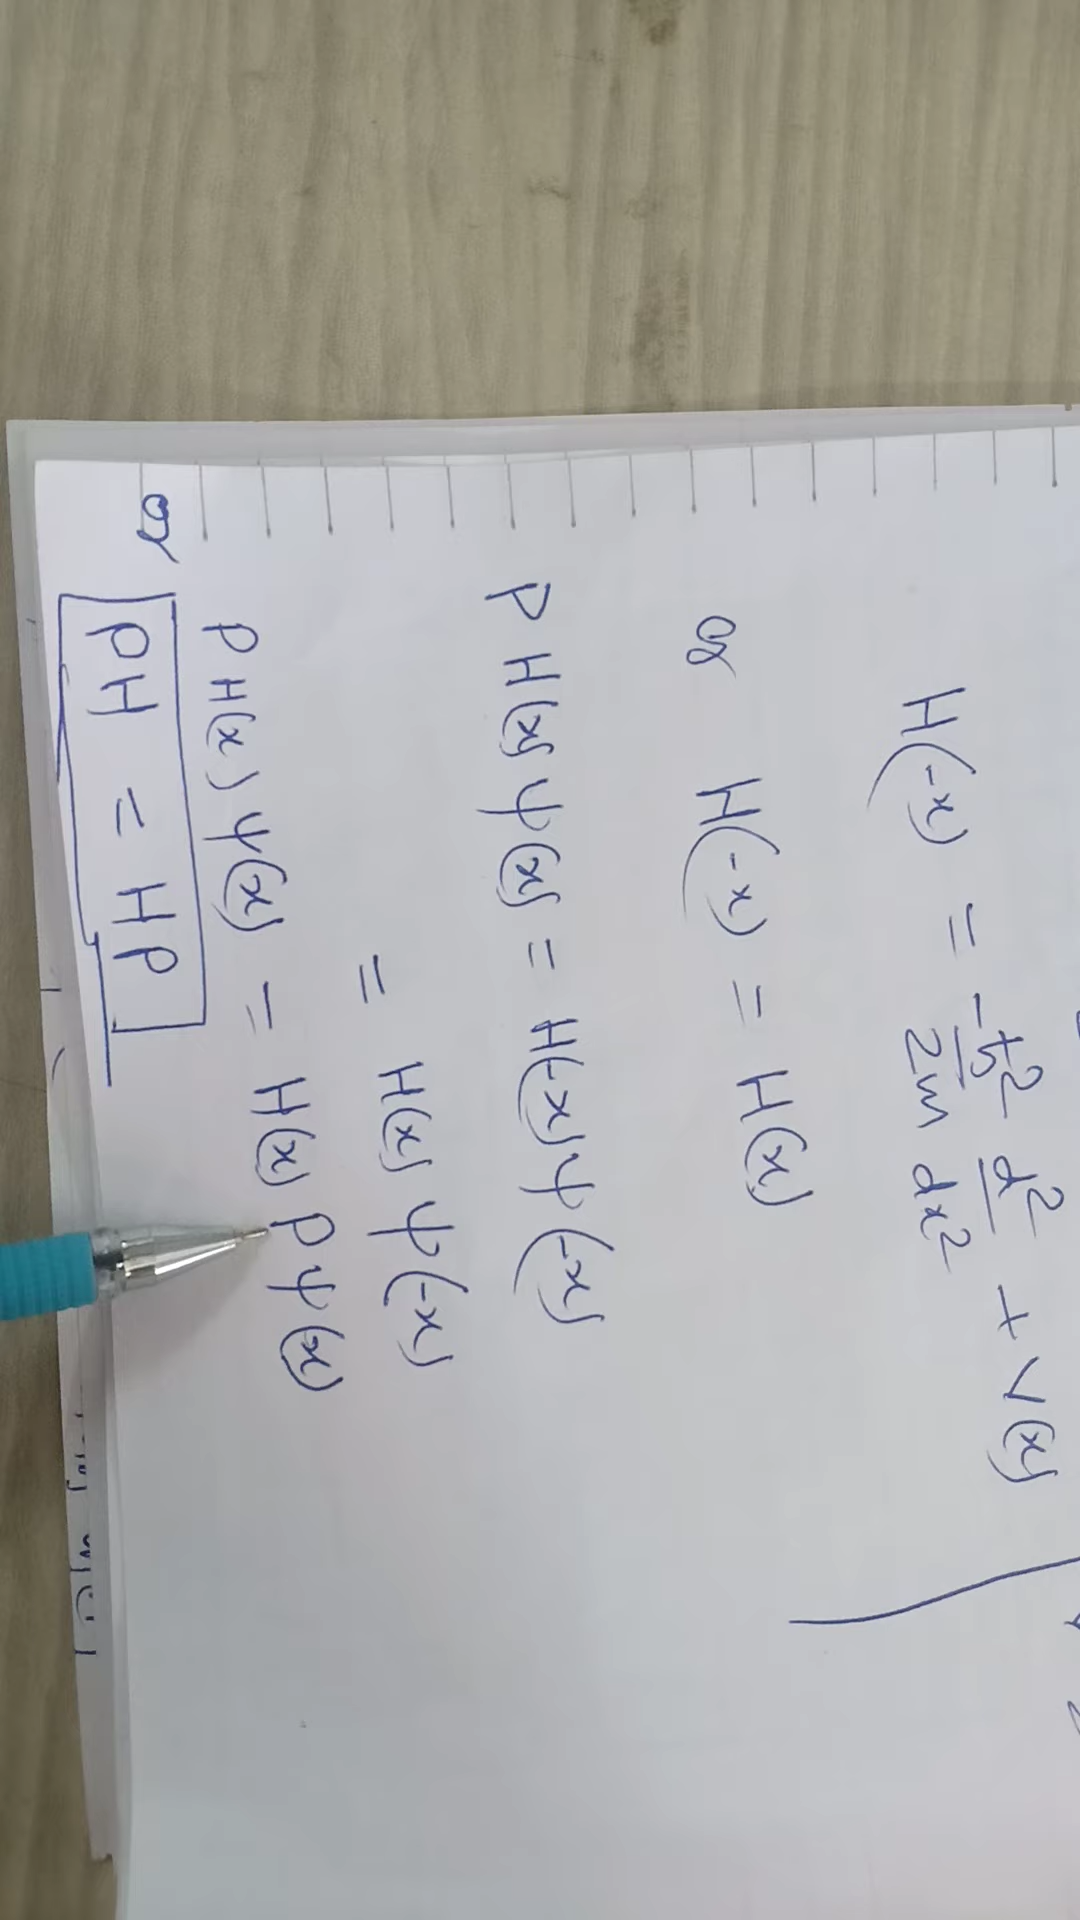 H(-x) = -ħ²/2m d²/dx² + V(x)
or H(-x) = H(x)
P H(x) ψ(x) = H(-x) ψ(-x)
= H(x) ψ(-x)
P H(x) ψ(x) = H(x) P ψ(x)
or PH = HP